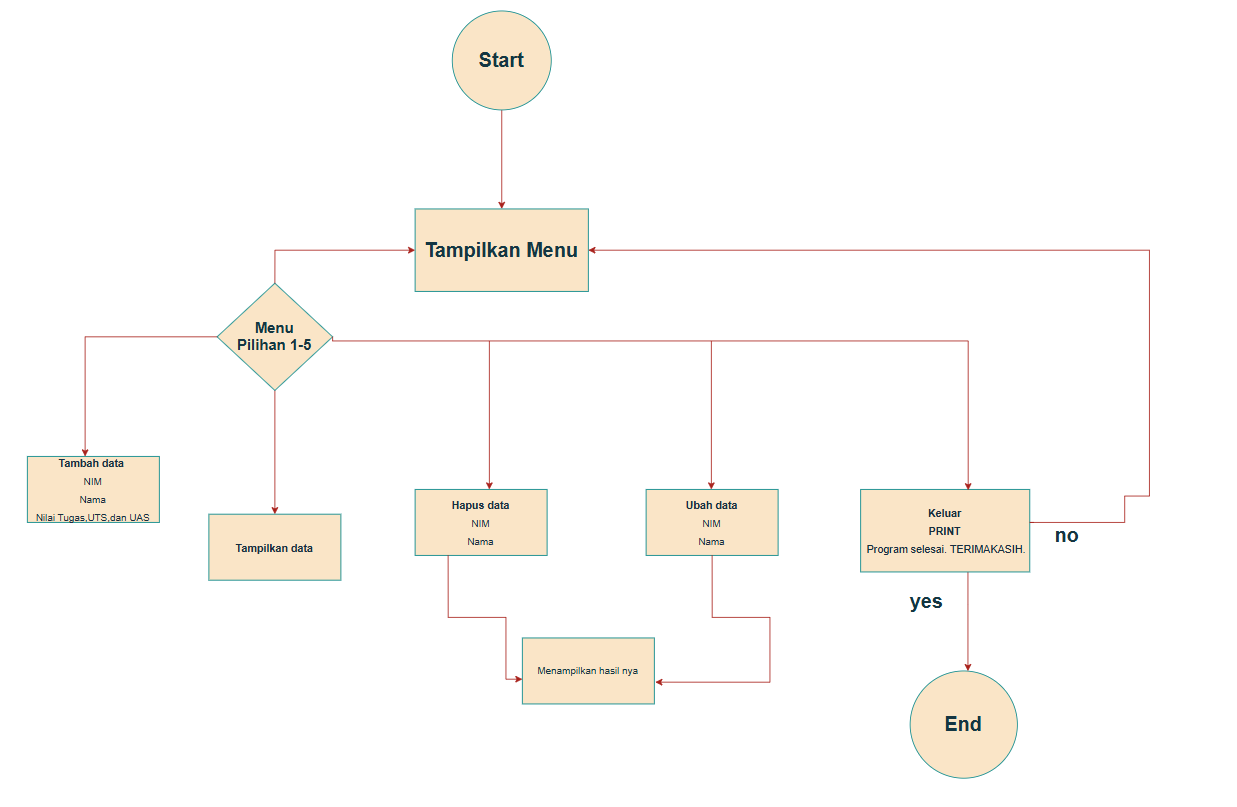 Start
Tampilkan Menu
Menu
Pilihan 1-5
Tambah data
NIM
Nama
Nilai Tugas,UTS,dan UAS
Tampilkan data
Hapus data
NIM
Nama
Ubah data
NIM
Nama
Keluar
PRINT
Program selesai. TERIMAKASIH.
no
yes
Menampilkan hasil nya
End